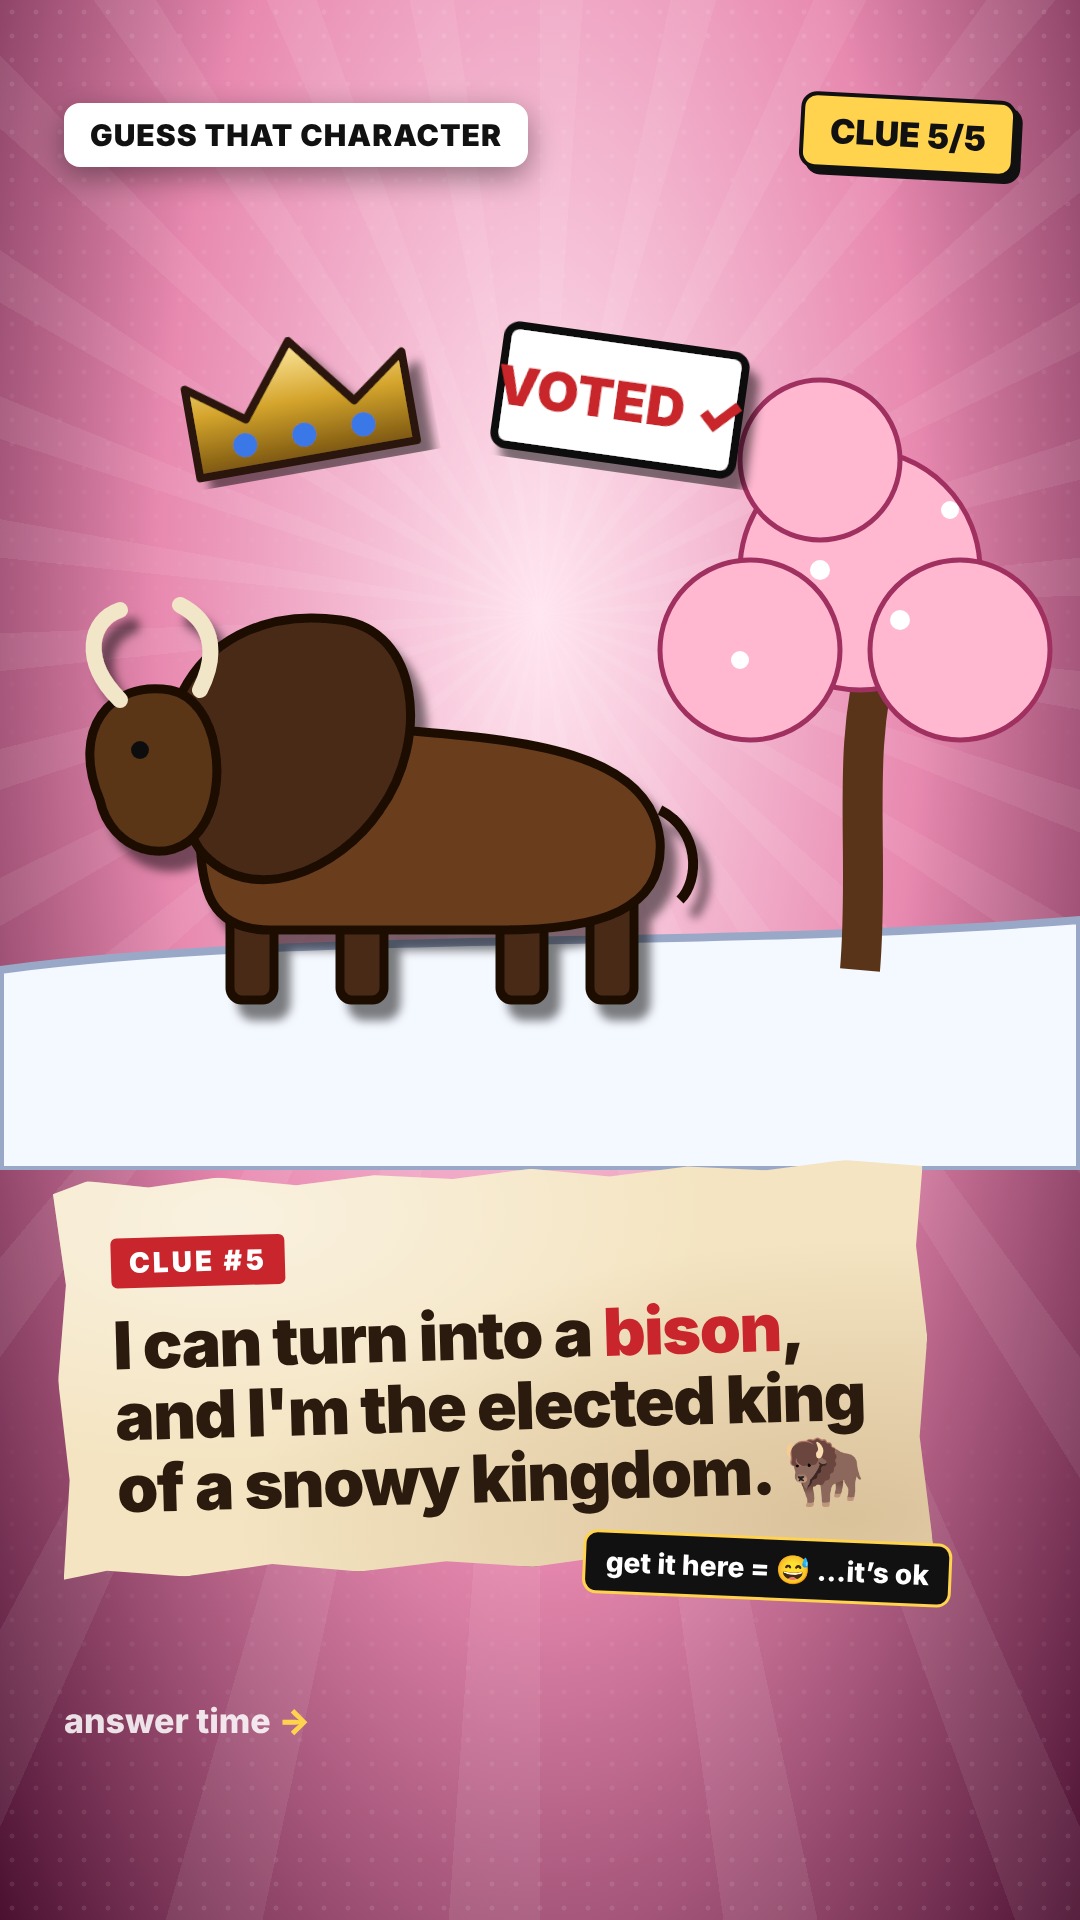 GUESS THAT CHARACTER
CLUE 5/5
VOTED ✓
CLUE #5
I can turn into a bison,
and I'm the elected king
of a snowy kingdom. 🦬
get it here = 😅 ...it's ok
answer time →